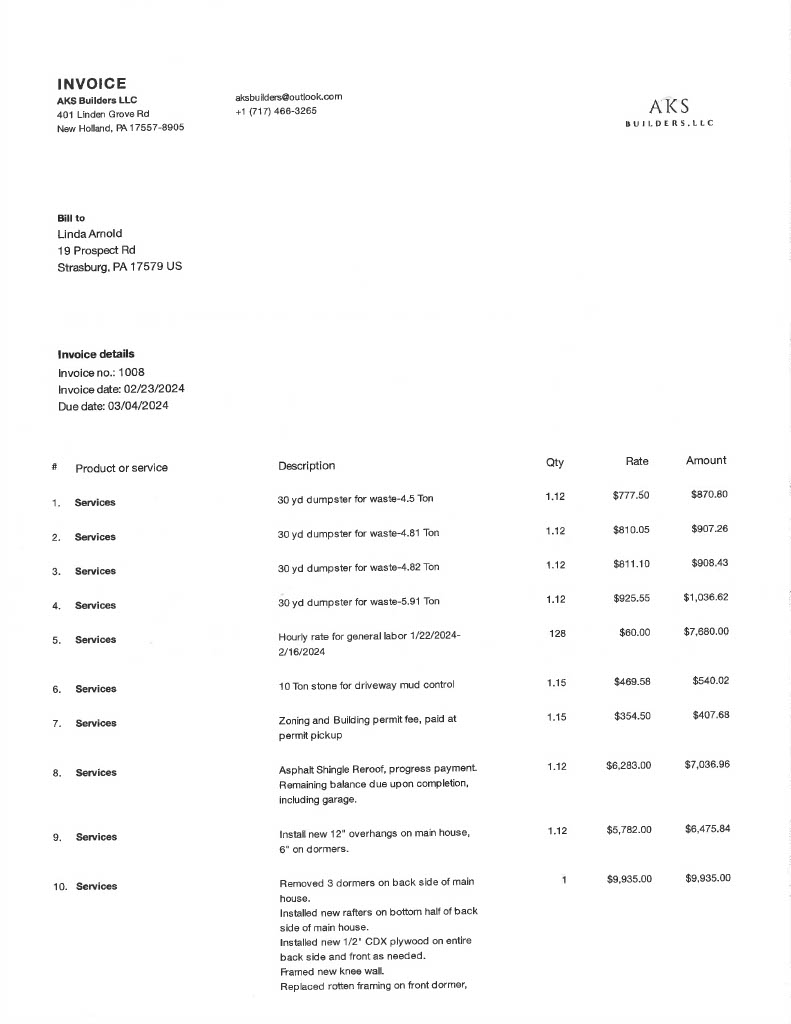 INVOICE
AKS Builders LLC
401 Linden Grove Rd
New Holland, PA 17557-8905
aksbuilders@outlook.com
+1 (717) 466-3265
AKS
BUILDERS,LLC
Bill to
Linda Arnold
19 Prospect Rd
Strasburg, PA 17579 US
Invoice details
Invoice no.: 1008
Invoice date: 02/23/2024
Due date: 03/04/2024
# Product or service Description Qty Rate Amount
1. Services 30 yd dumpster for waste-4.5 Ton 1.12 $777.50 $870.80
2. Services 30 yd dumpster for waste-4.81 Ton 1.12 $810.05 $907.26
3. Services 30 yd dumpster for waste-4.82 Ton 1.12 $811.10 $908.43
4. Services 30 yd dumpster for waste-5.91 Ton 1.12 $925.55 $1,036.62
5. Services Hourly rate for general labor 1/22/2024- 128 $60.00 $7,680.00
2/16/2024
6. Services 10 Ton stone for driveway mud control 1.15 $469.58 $540.02
7. Services Zoning and Building permit fee, paid at 1.15 $354.50 $407.68
permit pickup
8. Services Asphalt Shingle Reroof, progress payment. 1.12 $6,283.00 $7,036.96
Remaining balance due upon completion,
including garage.
9. Services Install new 12" overhangs on main house, 1.12 $5,782.00 $6,475.84
6" on dormers.
10. Services Removed 3 dormers on back side of main 1 $9,935.00 $9,935.00
house.
Installed new rafters on bottom half of back
side of main house.
Installed new 1/2" CDX plywood on entire
back side and front as needed.
Framed new knee wall.
Replaced rotten framing on front dormer,